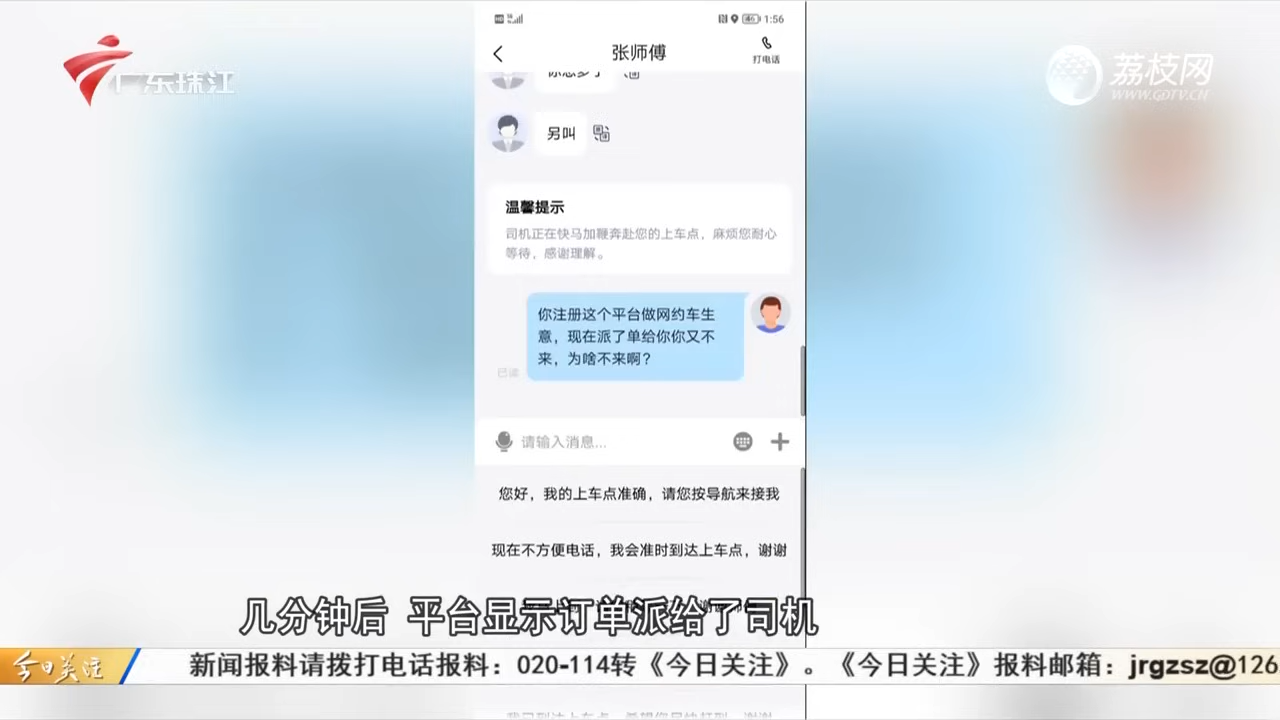 广东珠江
荔枝网
WWW.GDTV.CN
HD
1:56
张师傅
打电话
你想多了
另叫
温馨提示
司机正在快马加鞭奔赴您的上车点，麻烦您耐心
等待，感谢理解。
你注册这个平台做网约车生
意，现在派了单给你你又不
来，为啥不来啊？
已读
请输入消息...
您好，我的上车点准确，请您按导航来接我
现在不方便电话，我会准时到达上车点，谢谢
几分钟后 平台显示订单派给了司机
今日关注
新闻报料请拨打电话报料：020-114转《今日关注》。《今日关注》报料邮箱：jrgzsz@126